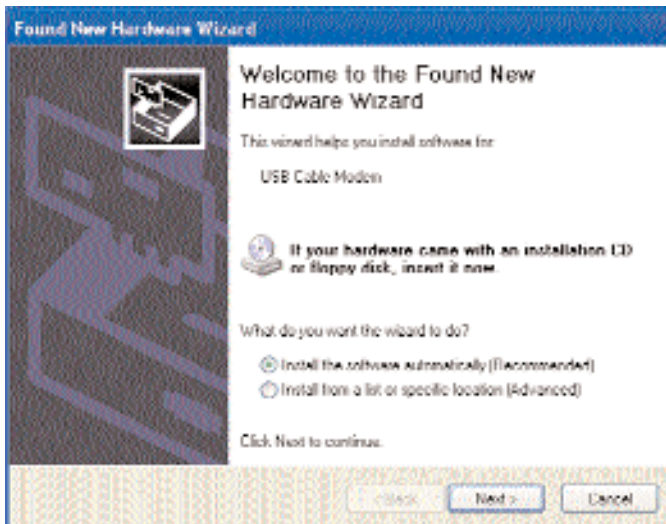 Found New Hardware Wizard
Welcome to the Found New
Hardware Wizard
This wizard helps you install software for:
USB Cable Modem
If your hardware came with an installation CD
or floppy disk, insert it now.
What do you want the wizard to do?
Install the software automatically (Recommended)
Install from a list or specific location (Advanced)
Click Next to continue.
< Back
Next >
Cancel